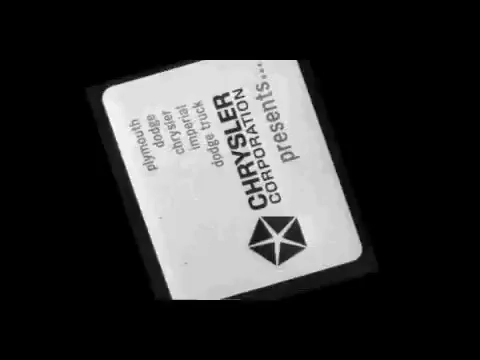 plymouth
dodge
chrysler
imperial
dodge truck
CHRYSLER
CORPORATION
presents...